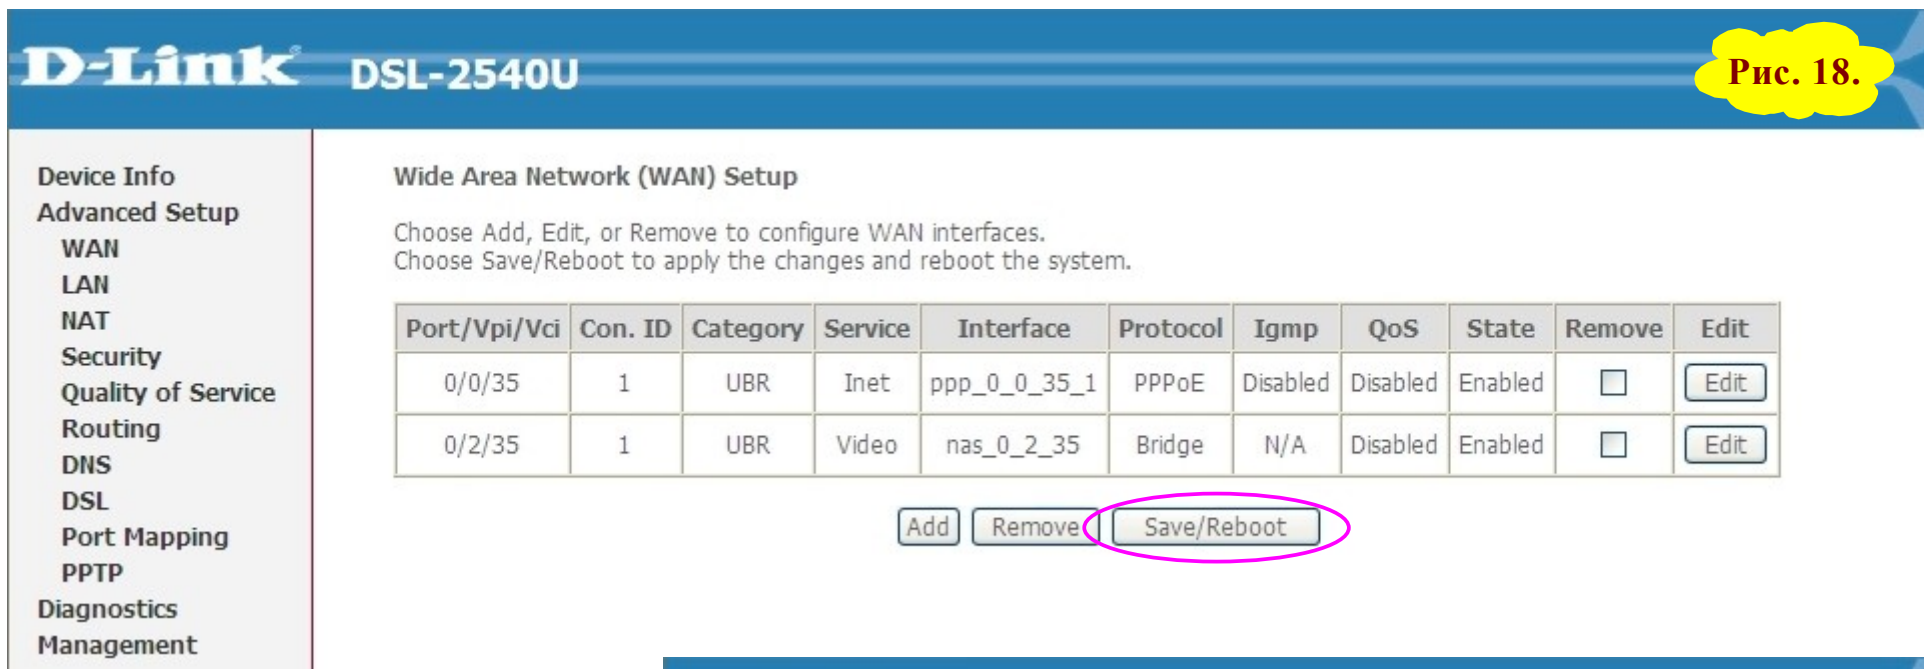 D-Link DSL-2540U
Рис. 18.
Device Info
Advanced Setup
WAN
LAN
NAT
Security
Quality of Service
Routing
DNS
DSL
Port Mapping
PPTP
Diagnostics
Management
Wide Area Network (WAN) Setup
Choose Add, Edit, or Remove to configure WAN interfaces.
Choose Save/Reboot to apply the changes and reboot the system.
Port/Vpi/Vci Con. ID Category Service Interface Protocol Igmp QoS State Remove Edit
0/0/35 1 UBR Inet ppp_0_0_35_1 PPPoE Disabled Disabled Enabled Edit
0/2/35 1 UBR Video nas_0_2_35 Bridge N/A Disabled Enabled Edit
Add Remove Save/Reboot